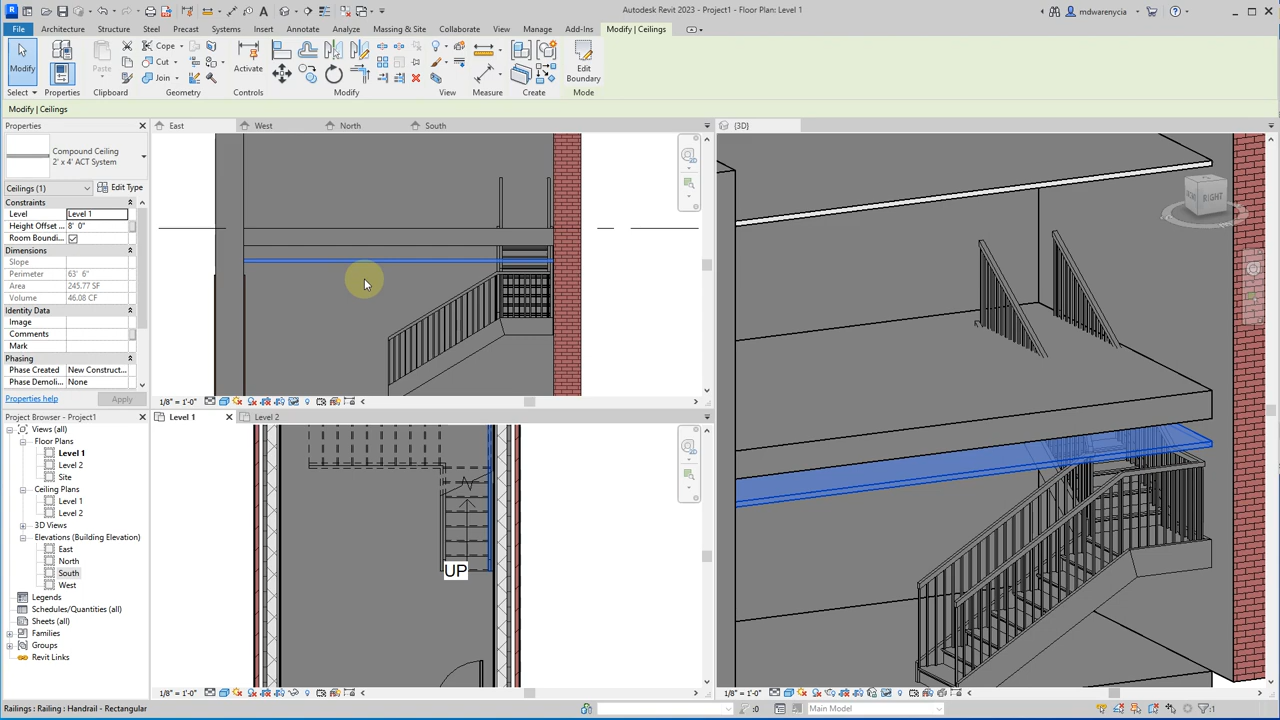 Autodesk Revit 2023 - Project1 - Floor Plan: Level 1
mdwarenycia
File
Architecture
Structure
Steel
Precast
Systems
Insert
Annotate
Analyze
Massing & Site
Collaborate
View
Manage
Add-Ins
Modify | Ceilings
Modify
Paste
Cope
Cut
Join
Activate
Edit
Boundary
Select
Properties
Clipboard
Geometry
Controls
Modify
View
Measure
Create
Mode
Modify | Ceilings
Properties
Compound Ceiling
2' x 4' ACT System
Ceilings (1)
Edit Type
Constraints
Level Level 1
Height Offset ... 8' 0"
Room Boundi...
Dimensions
Slope
Perimeter 63' 6"
Area 245.77 SF
Volume 46.08 CF
Identity Data
Image
Comments
Mark
Phasing
Phase Created New Construct...
Phase Demoli... None
Properties help
Apply
Project Browser - Project1
Views (all)
Floor Plans
Level 1
Level 2
Site
Ceiling Plans
Level 1
Level 2
3D Views
Elevations (Building Elevation)
East
North
South
West
Legends
Schedules/Quantities (all)
Sheets (all)
Families
Groups
Revit Links
East
West
North
South
1/8" = 1'-0"
Level 1
Level 2
UP
1/8" = 1'-0"
{3D}
RIGHT
1/8" = 1'-0"
Railings : Railing : Handrail - Rectangular
:0
Main Model
:1